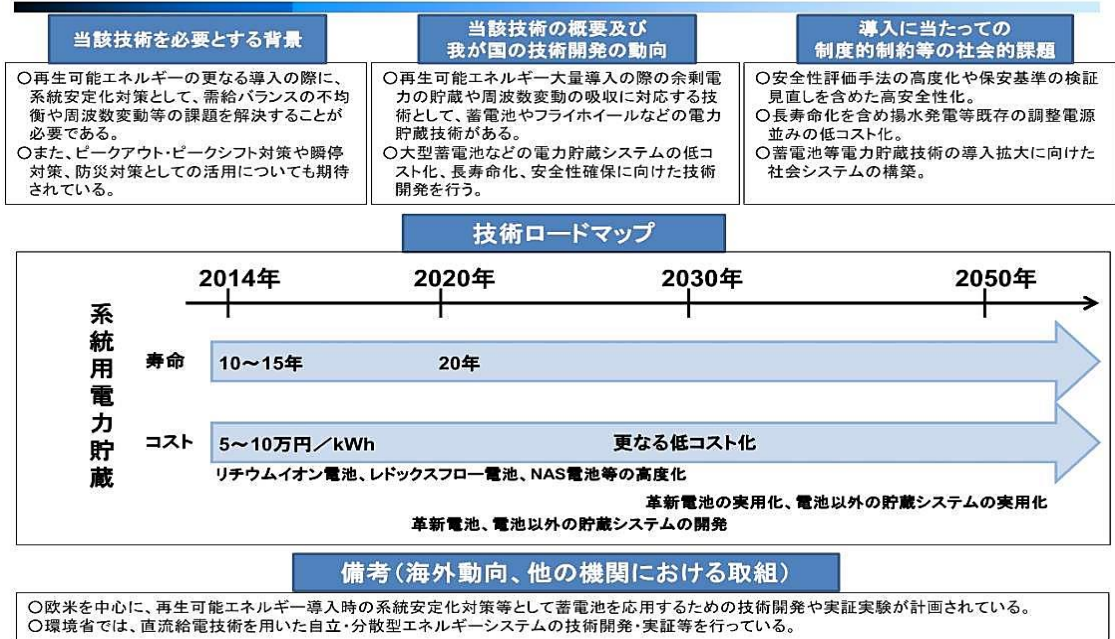 当該技術を必要とする背景
○再生可能エネルギーの更なる導入の際に、
系統安定化対策として、需給バランスの不均
衡や周波数変動等の課題を解決することが
必要である。
○また、ピークアウト・ピークシフト対策や瞬停
対策、防災対策としての活用についても期待
されている。
当該技術の概要及び
我が国の技術開発の動向
○再生可能エネルギー大量導入の際の余剰電
力の貯蔵や周波数変動の吸収に対応する技
術として、蓄電池やフライホイールなどの電力
貯蔵技術がある。
○大型蓄電池などの電力貯蔵システムの低コ
スト化、長寿命化、安全性確保に向けた技術
開発を行う。
導入に当たっての
制度的制約等の社会的課題
○安全性評価手法の高度化や保安基準の検証
見直しを含めた高安全性化。
○長寿命化を含め揚水発電等既存の調整電源
並みの低コスト化。
○蓄電池等電力貯蔵技術の導入拡大に向けた
社会システムの構築。
技術ロードマップ
2014年 2020年 2030年 2050年
系統用電力貯蔵
寿命 10～15年 20年
コスト 5～10万円／kWh 更なる低コスト化
リチウムイオン電池、レドックスフロー電池、NAS電池等の高度化
革新電池の実用化、電池以外の貯蔵システムの実用化
革新電池、電池以外の貯蔵システムの開発
備考（海外動向、他の機関における取組）
○欧米を中心に、再生可能エネルギー導入時の系統安定化対策等として蓄電池を応用するための技術開発や実証実験が計画されている。
○環境省では、直流給電技術を用いた自立・分散型エネルギーシステムの技術開発・実証等を行っている。